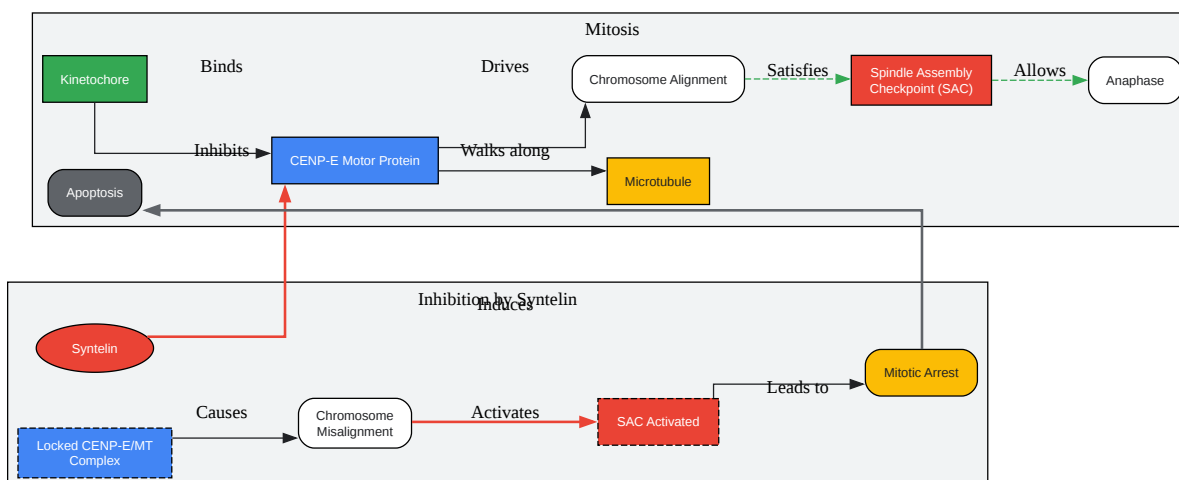 Mitosis
Kinetochore
Binds
Drives
Chromosome Alignment
Satisfies
Spindle Assembly
Checkpoint (SAC)
Allows
Anaphase
Inhibits
CENP-E Motor Protein
Walks along
Microtubule
Apoptosis
Inhibition by Syntelin
Induces
Syntelin
Mitotic Arrest
Leads to
Causes
Chromosome
Misalignment
Activates
SAC Activated
Locked CENP-E/MT
Complex